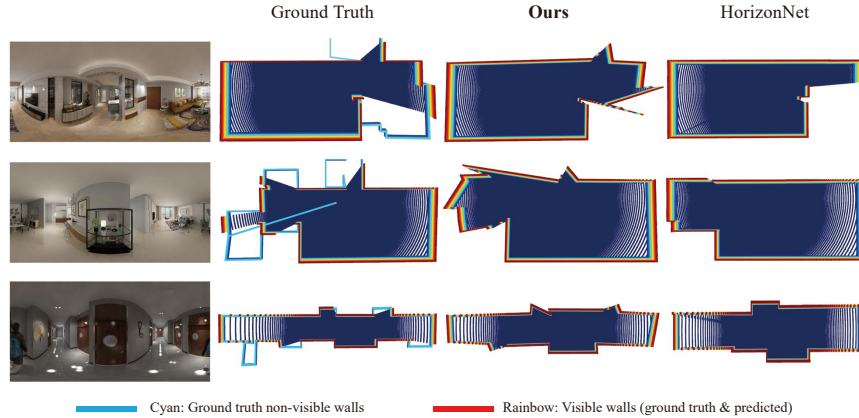 Ground Truth
Ours
HorizonNet
Cyan: Ground truth non-visible walls
Rainbow: Visible walls (ground truth & predicted)